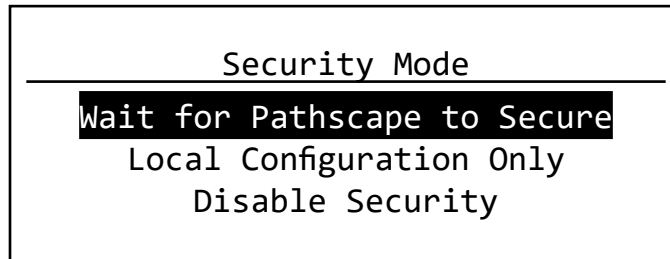 Security Mode
Wait for Pathscape to Secure
Local Configuration Only
Disable Security